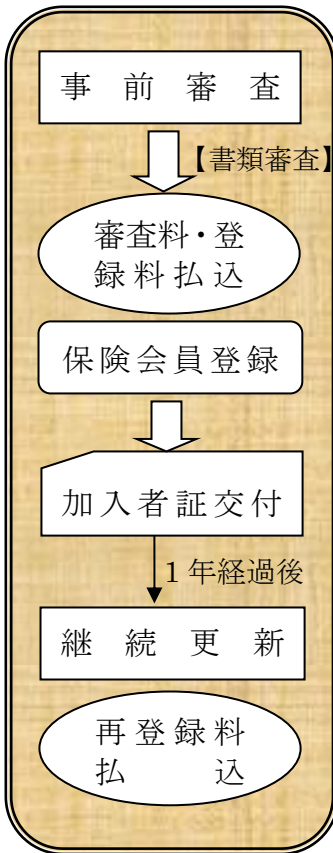 事前審査
【書類審査】
審査料・登
録料払込
保険会員登録
加入者証交付
1年経過後
継続更新
再登録料
払込